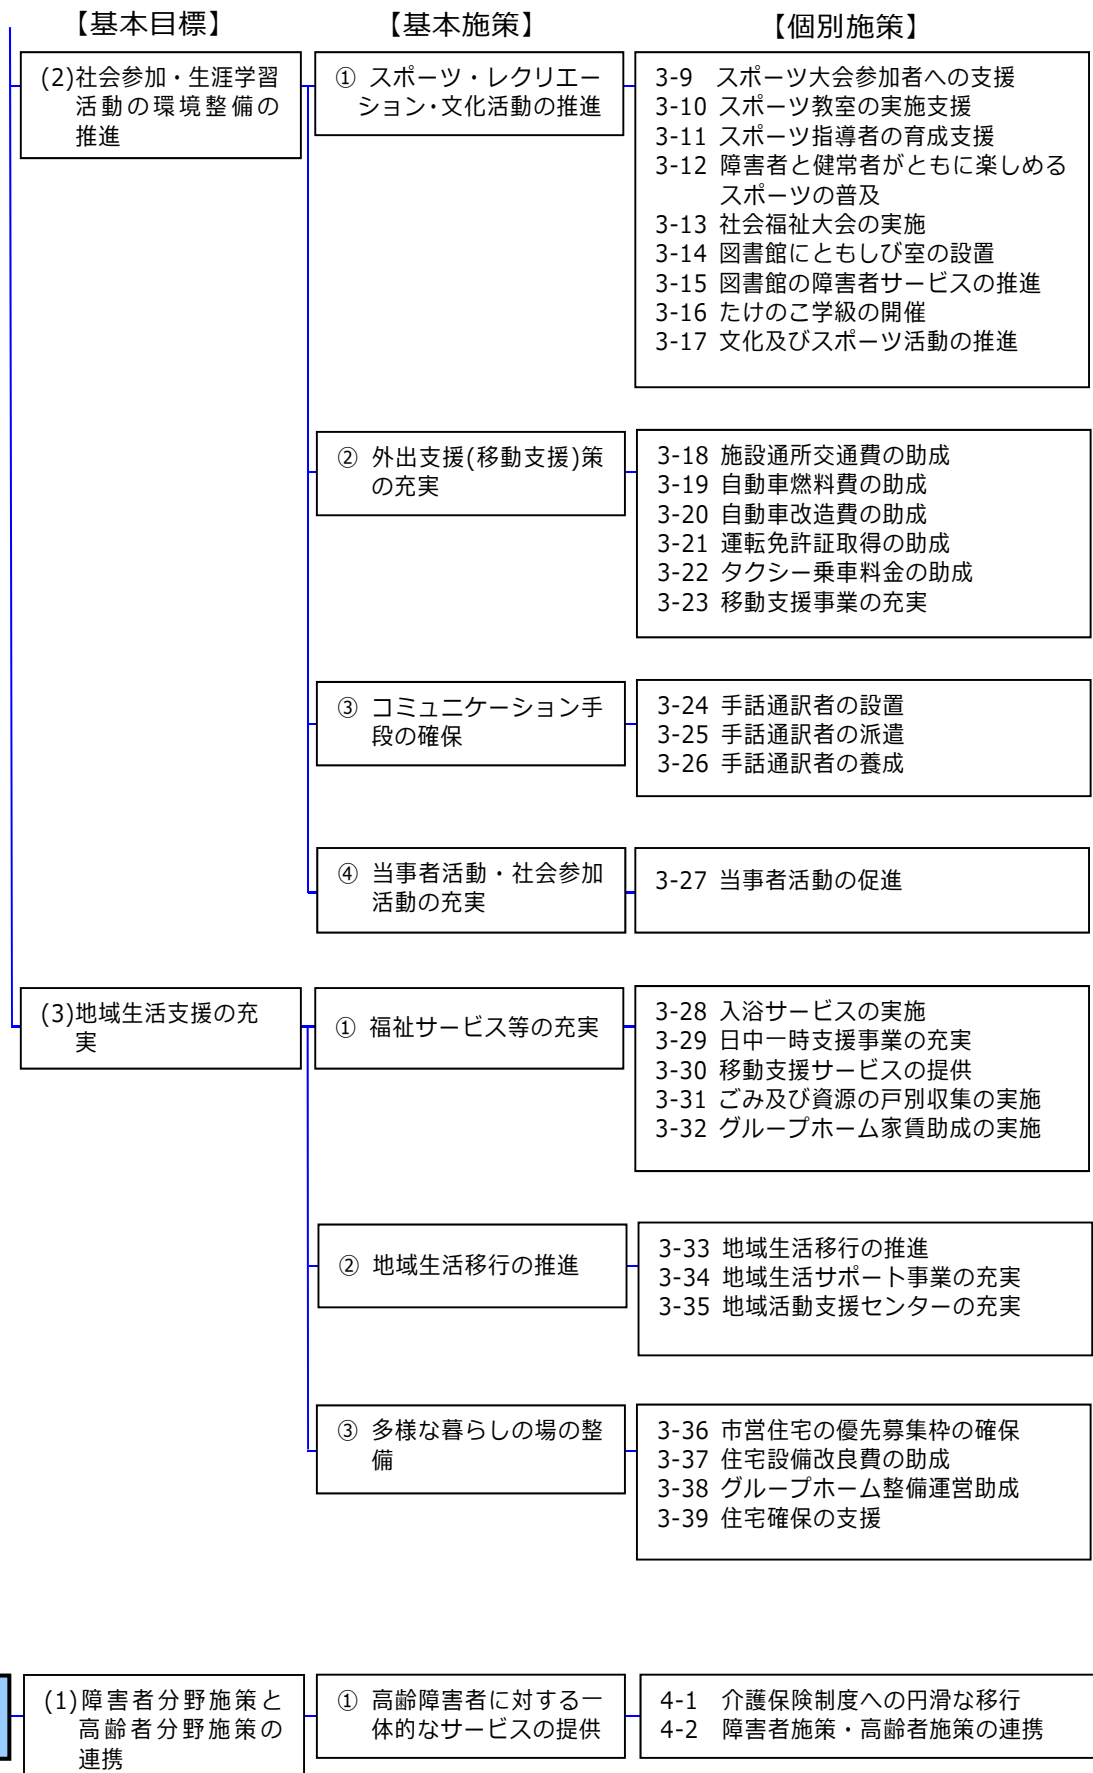 【基本目標】 【基本施策】 【個別施策】
(2)社会参加・生涯学習
活動の環境整備の
推進
① スポーツ・レクリエー
ション・文化活動の推進
3-9 スポーツ大会参加者への支援
3-10 スポーツ教室の実施支援
3-11 スポーツ指導者の育成支援
3-12 障害者と健常者がともに楽しめる
スポーツの普及
3-13 社会福祉大会の実施
3-14 図書館にともしび室の設置
3-15 図書館の障害者サービスの推進
3-16 たけのこ学級の開催
3-17 文化及びスポーツ活動の推進
② 外出支援(移動支援)策
の充実
3-18 施設通所交通費の助成
3-19 自動車燃料費の助成
3-20 自動車改造費の助成
3-21 運転免許証取得の助成
3-22 タクシー乗車料金の助成
3-23 移動支援事業の充実
③ コミュニケーション手
段の確保
3-24 手話通訳者の設置
3-25 手話通訳者の派遣
3-26 手話通訳者の養成
④ 当事者活動・社会参加
活動の充実
3-27 当事者活動の促進
(3)地域生活支援の充
実
① 福祉サービス等の充実
3-28 入浴サービスの実施
3-29 日中一時支援事業の充実
3-30 移動支援サービスの提供
3-31 ごみ及び資源の戸別収集の実施
3-32 グループホーム家賃助成の実施
② 地域生活移行の推進
3-33 地域生活移行の推進
3-34 地域生活サポート事業の充実
3-35 地域活動支援センターの充実
③ 多様な暮らしの場の整
備
3-36 市営住宅の優先募集枠の確保
3-37 住宅設備改良費の助成
3-38 グループホーム整備運営助成
3-39 住宅確保の支援
(1)障害者分野施策と
高齢者分野施策の
連携
① 高齢障害者に対する一
体的なサービスの提供
4-1 介護保険制度への円滑な移行
4-2 障害者施策・高齢者施策の連携